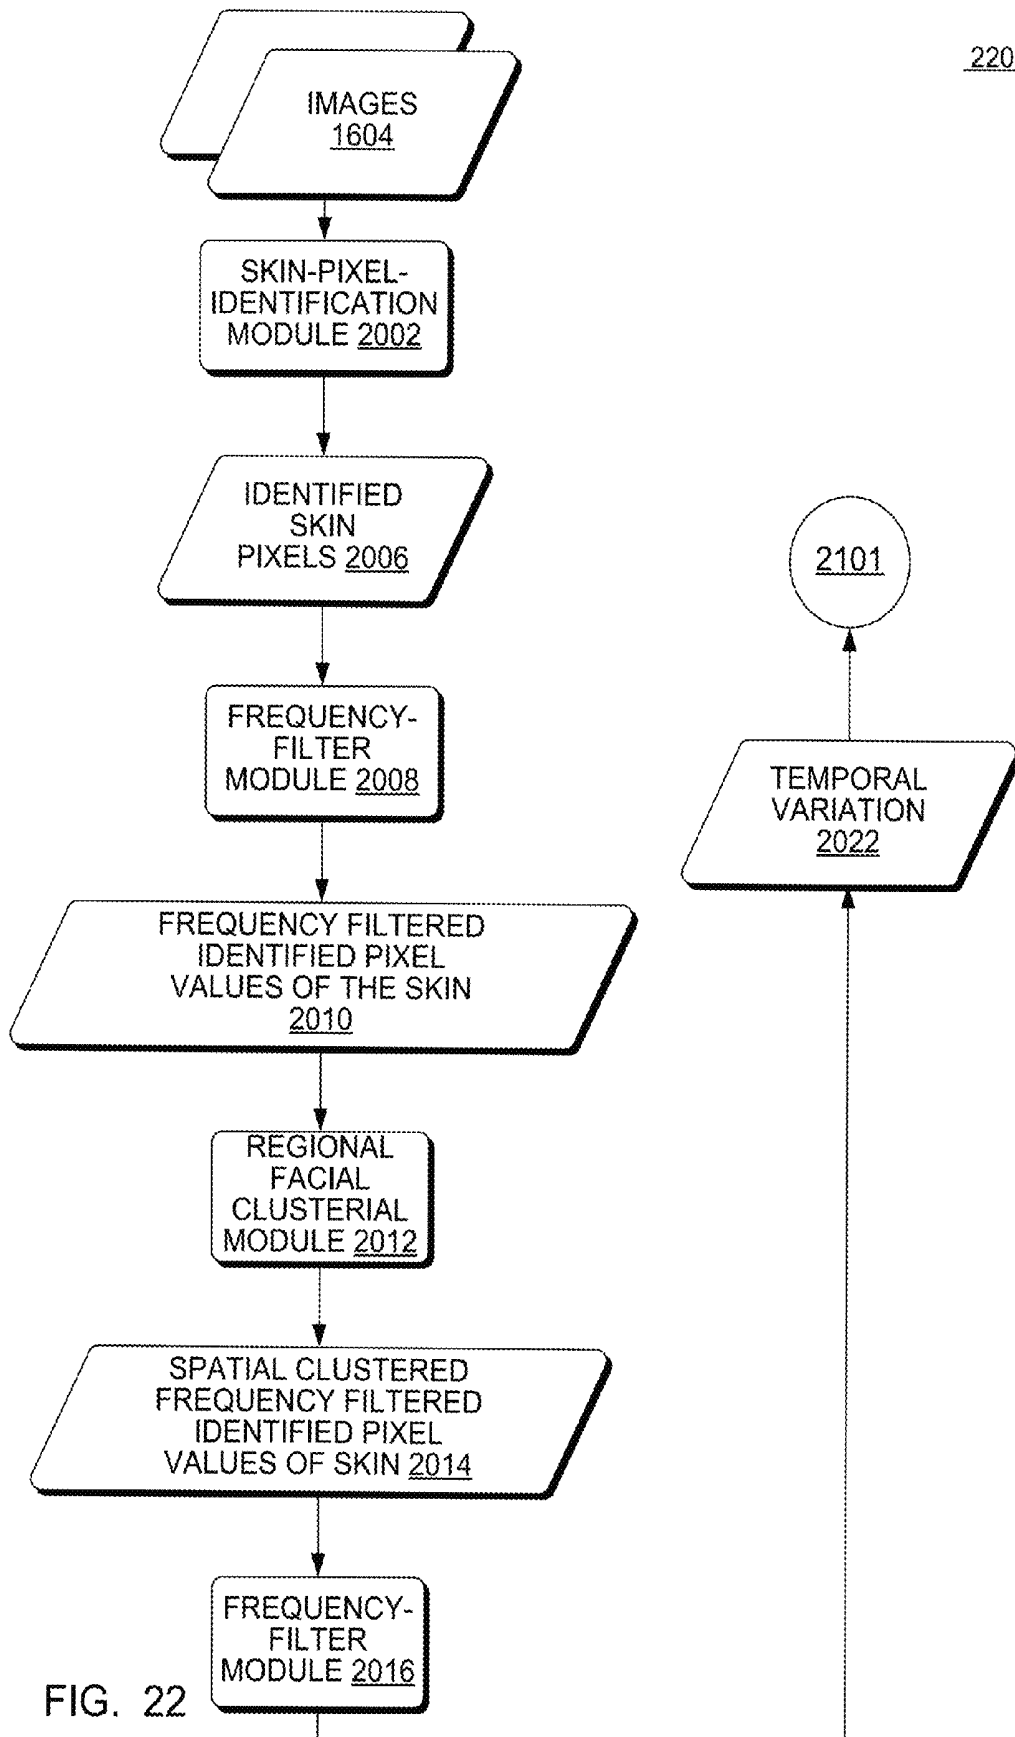 220
IMAGES
1604
SKIN-PIXEL-
IDENTIFICATION
MODULE 2002
IDENTIFIED
SKIN
PIXELS 2006
FREQUENCY-
FILTER
MODULE 2008
FREQUENCY FILTERED
IDENTIFIED PIXEL
VALUES OF THE SKIN
2010
REGIONAL
FACIAL
CLUSTERIAL
MODULE 2012
SPATIAL CLUSTERED
FREQUENCY FILTERED
IDENTIFIED PIXEL
VALUES OF SKIN 2014
FREQUENCY-
FILTER
MODULE 2016
2101
TEMPORAL
VARIATION
2022
FIG. 22